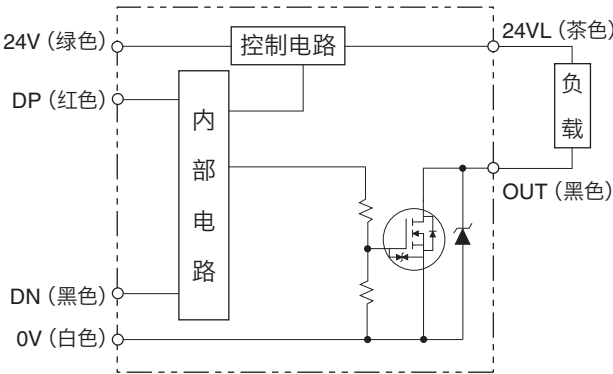 24V (绿色)
控制电路
24VL (茶色)
DP (红色)
内部电路
负载
OUT (黑色)
DN (黑色)
0V (白色)